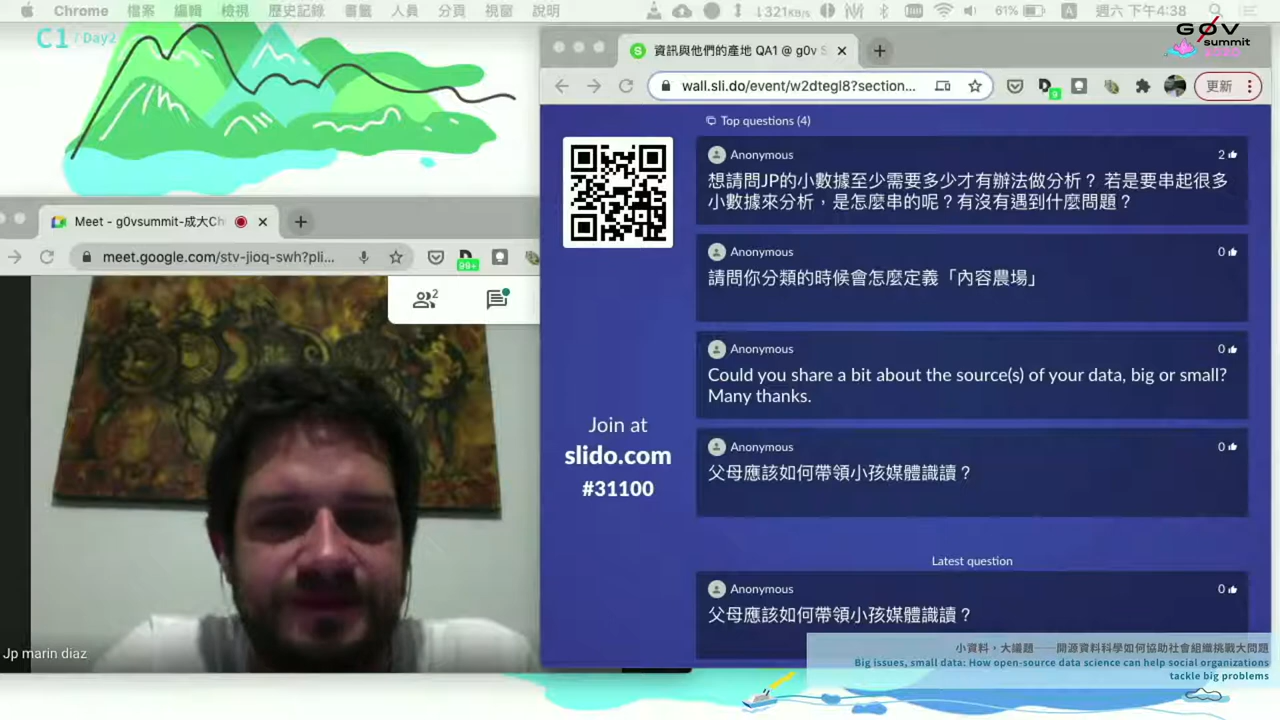 Chrome 檔案 編輯 檢視 歷史記錄 書籤 人員 分頁 視窗 說明
321KB/s 61% A 週六 下午4:38
C1 / Day2
G0V
summit
資訊與他們的產地 QA1 @ g0v S
wall.sli.do/event/w2dtegl8?section...
9
更新
Top questions (4)
Anonymous
2
想請問JP的小數據至少需要多少才有辦法做分析？ 若是要串起很多
小數據來分析，是怎麼串的呢？有沒有遇到什麼問題？
Anonymous
0
請問你分類的時候會怎麼定義「內容農場」
Anonymous
0
Could you share a bit about the source(s) of your data, big or small?
Many thanks.
Anonymous
0
父母應該如何帶領小孩媒體識讀？
Latest question
Anonymous
0
父母應該如何帶領小孩媒體識讀？
Join at
slido.com
#31100
Meet - g0vsummit-成大Ch
meet.google.com/stv-jioq-swh?pli...
99+
2
Jp marin diaz
小資料，大議題——開源資料科學如何協助社會組織挑戰大問題
Big issues, small data: How open-source data science can help social organizations
tackle big problems